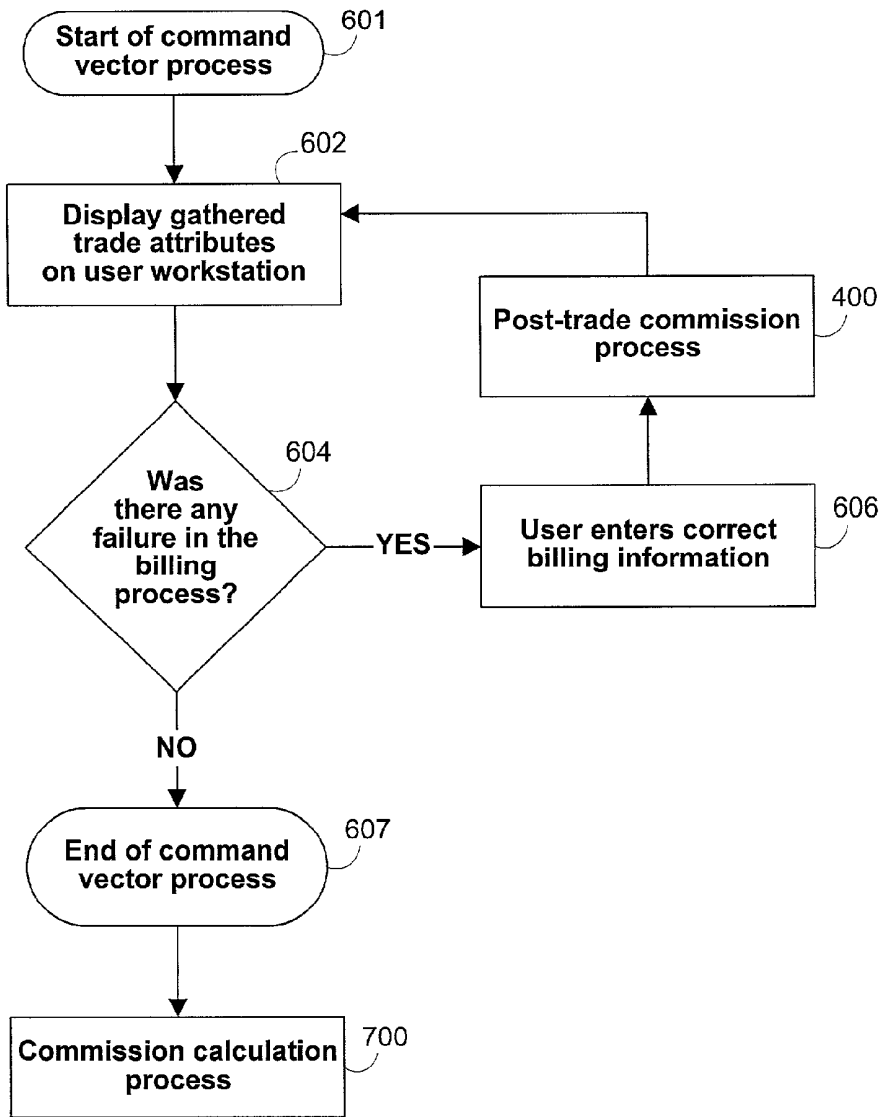 Start of command
vector process
601
602
Display gathered
trade attributes
on user workstation
400
Post-trade commission
process
604
Was
there any
failure in the
billing
process?
YES
606
User enters correct
billing information
NO
607
End of command
vector process
700
Commission calculation
process